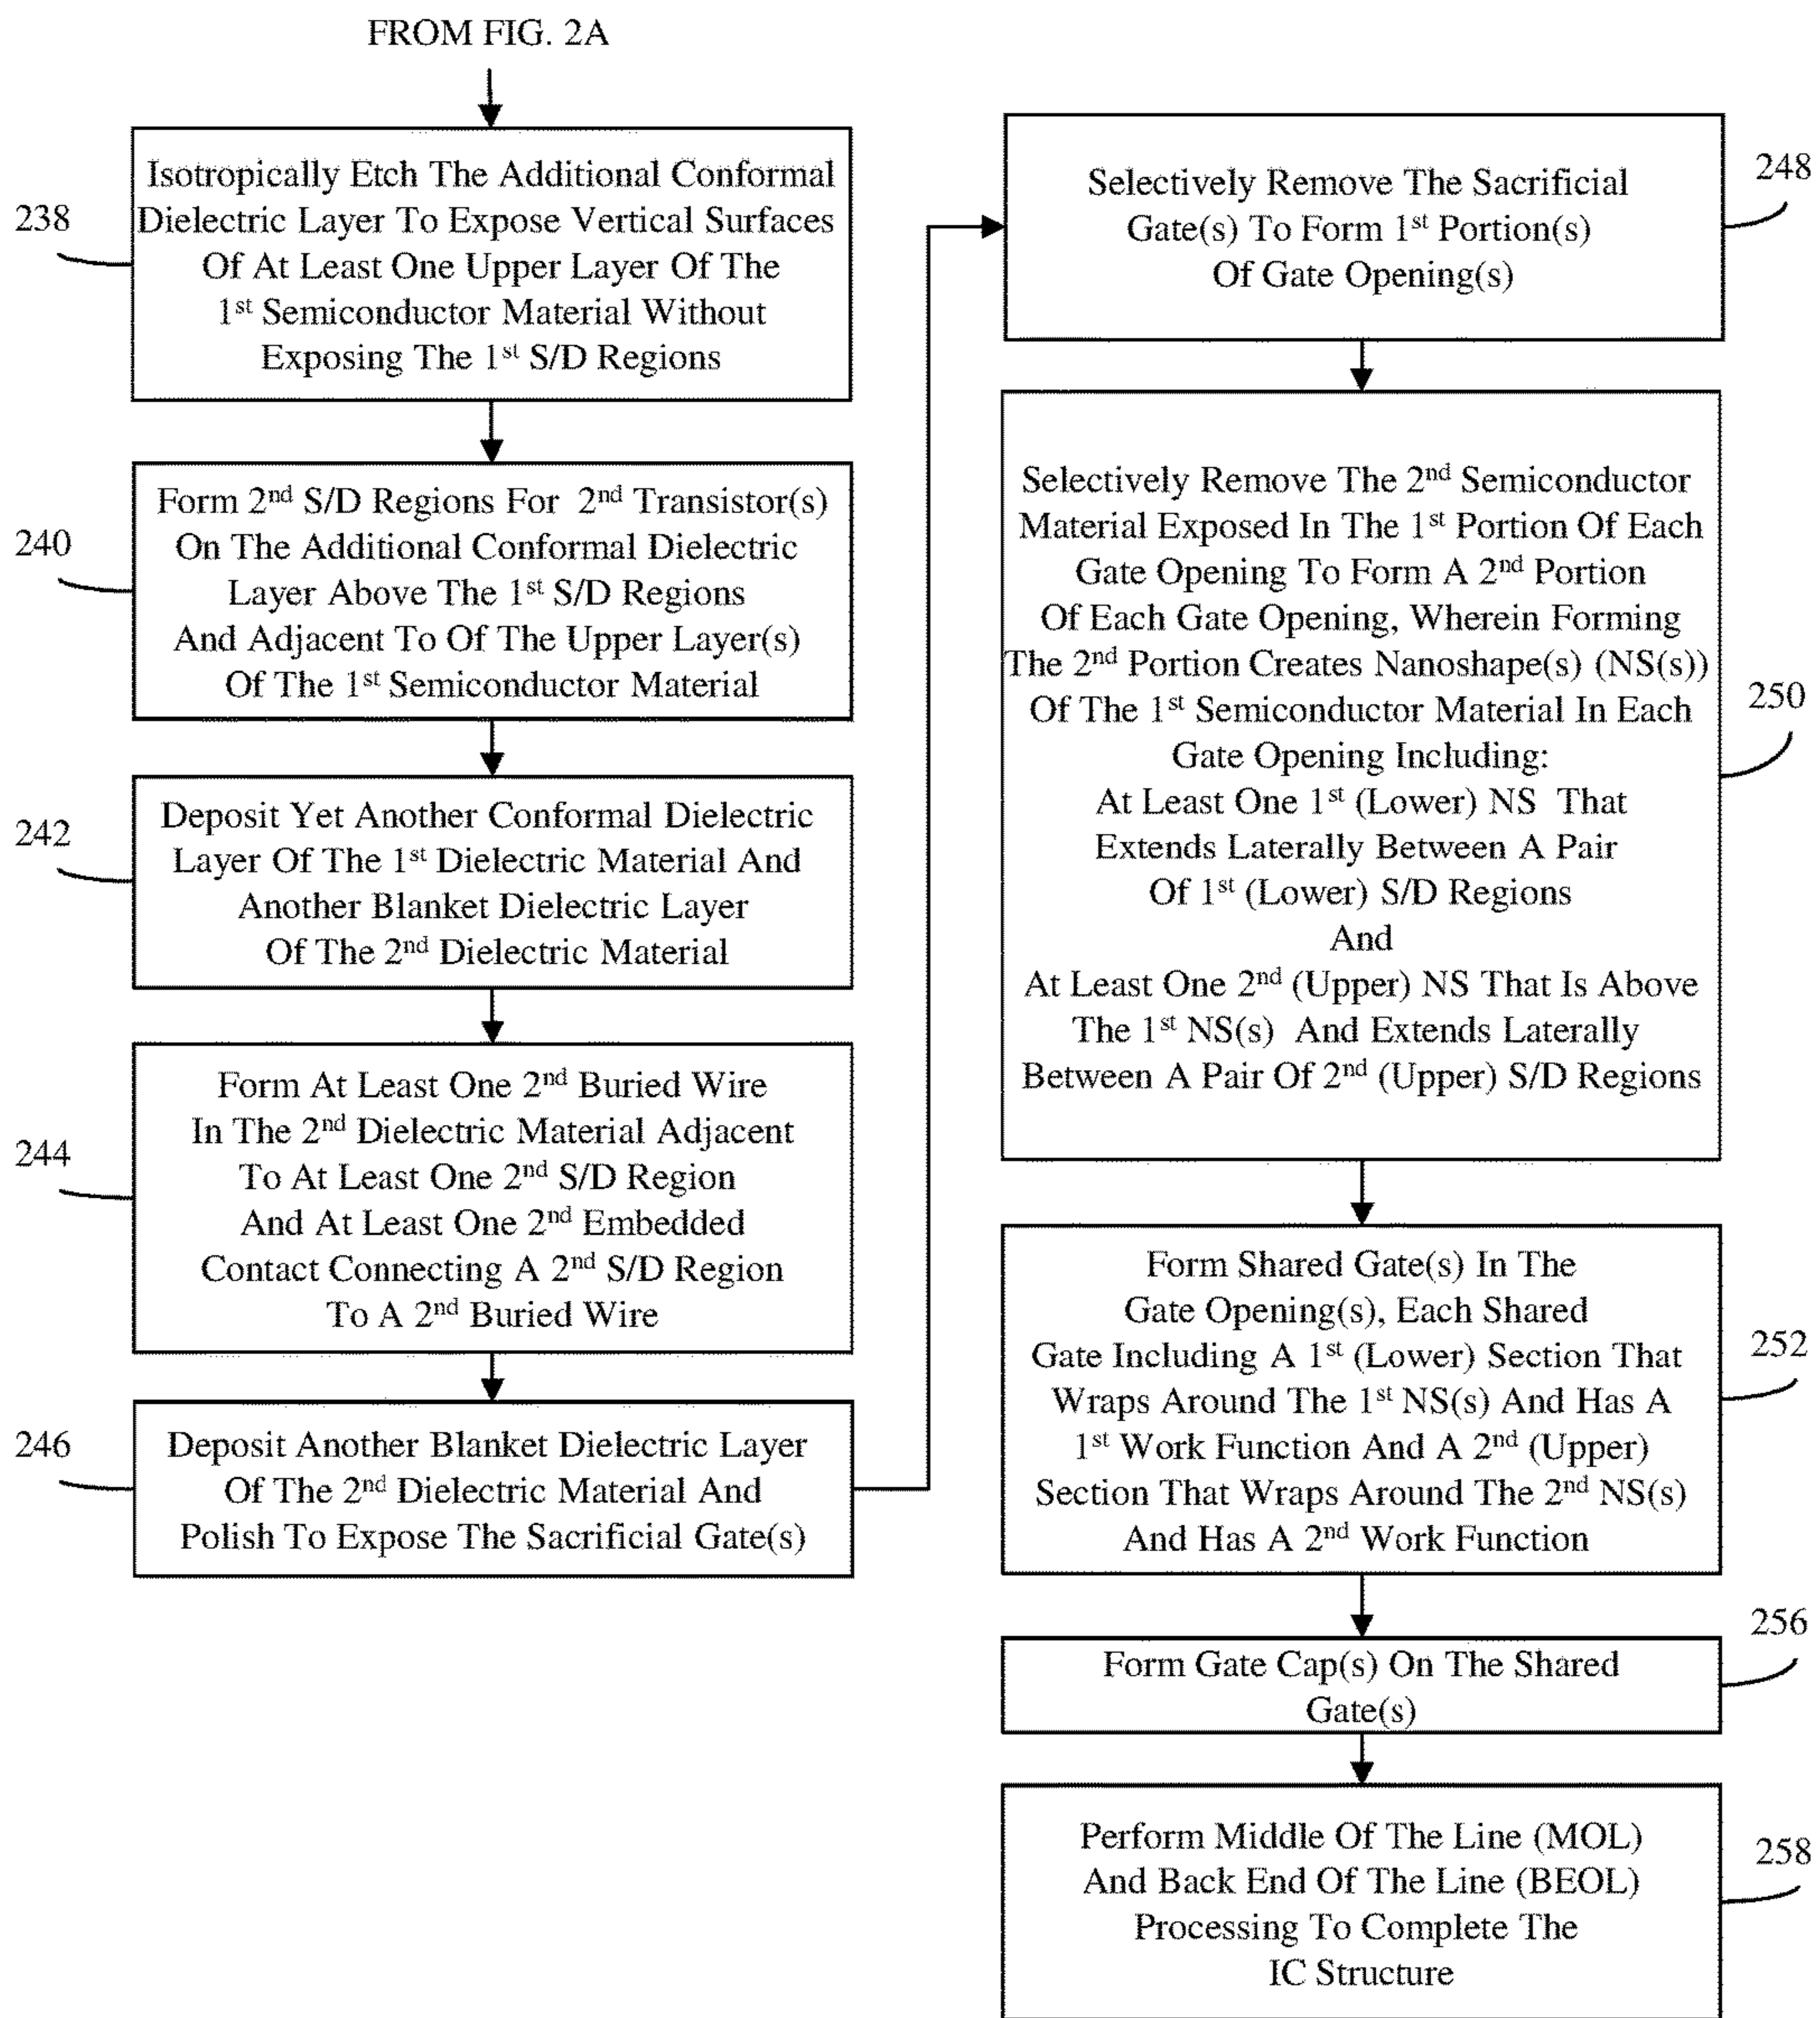 FROM FIG. 2A
238
Isotropically Etch The Additional Conformal
Dielectric Layer To Expose Vertical Surfaces
Of At Least One Upper Layer Of The
1st Semiconductor Material Without
Exposing The 1st S/D Regions
240
Form 2nd S/D Regions For 2nd Transistor(s)
On The Additional Conformal Dielectric
Layer Above The 1st S/D Regions
And Adjacent To Of The Upper Layer(s)
Of The 1st Semiconductor Material
242
Deposit Yet Another Conformal Dielectric
Layer Of The 1st Dielectric Material And
Another Blanket Dielectric Layer
Of The 2nd Dielectric Material
244
Form At Least One 2nd Buried Wire
In The 2nd Dielectric Material Adjacent
To At Least One 2nd S/D Region
And At Least One 2nd Embedded
Contact Connecting A 2nd S/D Region
To A 2nd Buried Wire
246
Deposit Another Blanket Dielectric Layer
Of The 2nd Dielectric Material And
Polish To Expose The Sacrificial Gate(s)
248
Selectively Remove The Sacrificial
Gate(s) To Form 1st Portion(s)
Of Gate Opening(s)
250
Selectively Remove The 2nd Semiconductor
Material Exposed In The 1st Portion Of Each
Gate Opening To Form A 2nd Portion
Of Each Gate Opening, Wherein Forming
The 2nd Portion Creates Nanoshape(s) (NS(s))
Of The 1st Semiconductor Material In Each
Gate Opening Including:
At Least One 1st (Lower) NS That
Extends Laterally Between A Pair
Of 1st (Lower) S/D Regions
And
At Least One 2nd (Upper) NS That Is Above
The 1st NS(s) And Extends Laterally
Between A Pair Of 2nd (Upper) S/D Regions
252
Form Shared Gate(s) In The
Gate Opening(s), Each Shared
Gate Including A 1st (Lower) Section That
Wraps Around The 1st NS(s) And Has A
1st Work Function And A 2nd (Upper)
Section That Wraps Around The 2nd NS(s)
And Has A 2nd Work Function
256
Form Gate Cap(s) On The Shared
Gate(s)
258
Perform Middle Of The Line (MOL)
And Back End Of The Line (BEOL)
Processing To Complete The
IC Structure